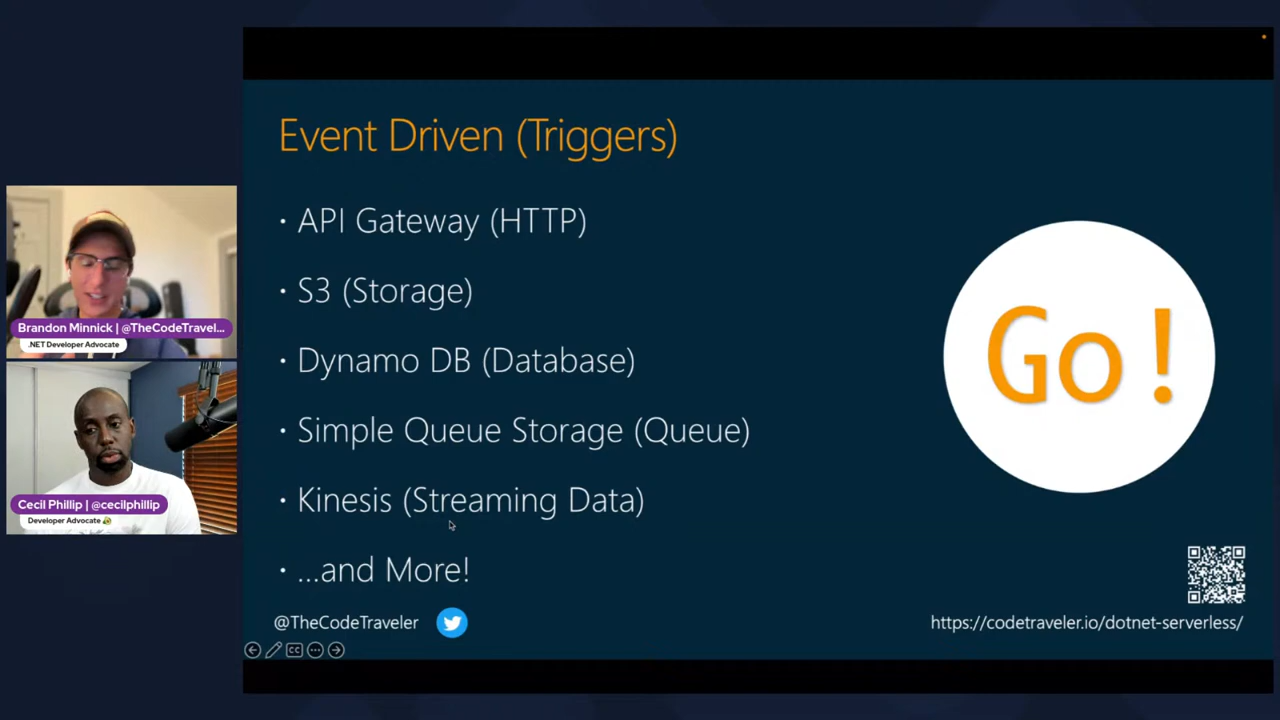 Event Driven (Triggers)
· API Gateway (HTTP)
· S3 (Storage)
· Dynamo DB (Database)
· Simple Queue Storage (Queue)
· Kinesis (Streaming Data)
· ...and More!
Go!
@TheCodeTraveler
https://codetraveler.io/dotnet-serverless/
CC
Brandon Minnick | @TheCodeTravel...
.NET Developer Advocate
Cecil Phillip | @cecilphillip
Developer Advocate